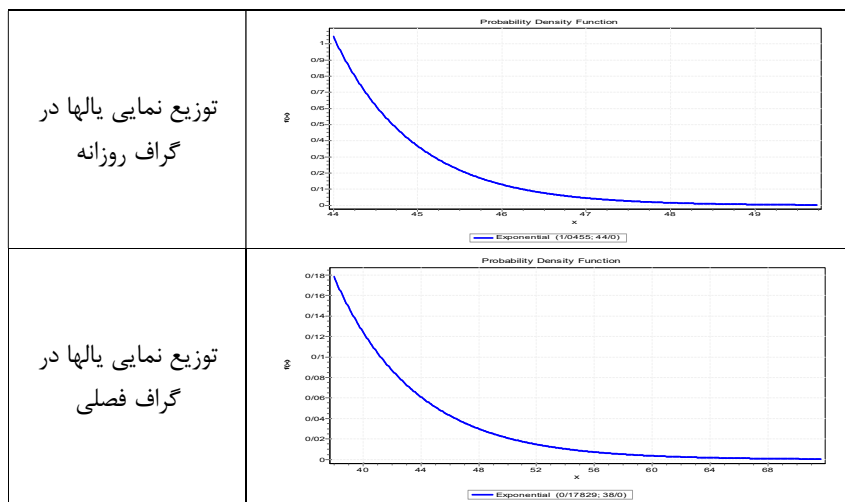 توزیع نمایی یالها در
گراف روزانه
Probability Density Function
f(x)
1
0/9
0/8
0/7
0/6
0/5
0/4
0/3
0/2
0/1
0
44 45 46 47 48 49
x
Exponential (1/0455; 44/0)
توزیع نمایی یالها در
گراف فصلی
Probability Density Function
f(x)
0/18
0/16
0/14
0/12
0/1
0/08
0/06
0/04
0/02
0
40 44 48 52 56 60 64 68
x
Exponential (0/17829; 38/0)